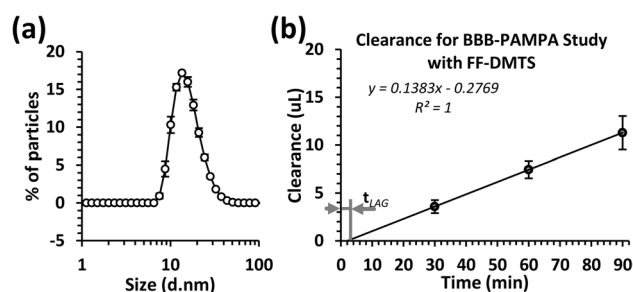 (a)
% of particles
20
15
10
5
0
-5
1
10
100
Size (d.nm)
(b)
Clearance for BBB-PAMPA Study
with FF-DMTS
y = 0.1383x - 0.2769
R² = 1
Clearance (uL)
20
15
10
5
0
tLAG
0 10 20 30 40 50 60 70 80 90
Time (min)